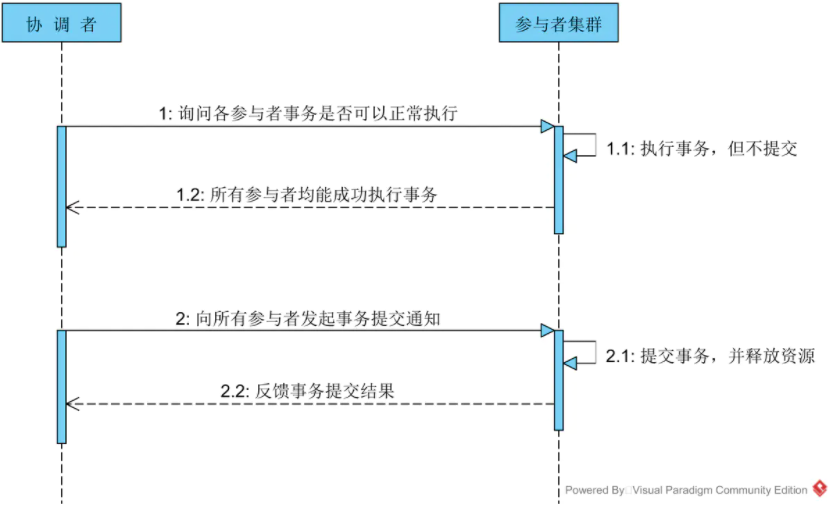 协 调 者
参与者集群
1: 询问各参与者事务是否可以正常执行
1.1: 执行事务，但不提交
1.2: 所有参与者均能成功执行事务
2: 向所有参与者发起事务提交通知
2.1: 提交事务，并释放资源
2.2: 反馈事务提交结果
Powered By Visual Paradigm Community Edition